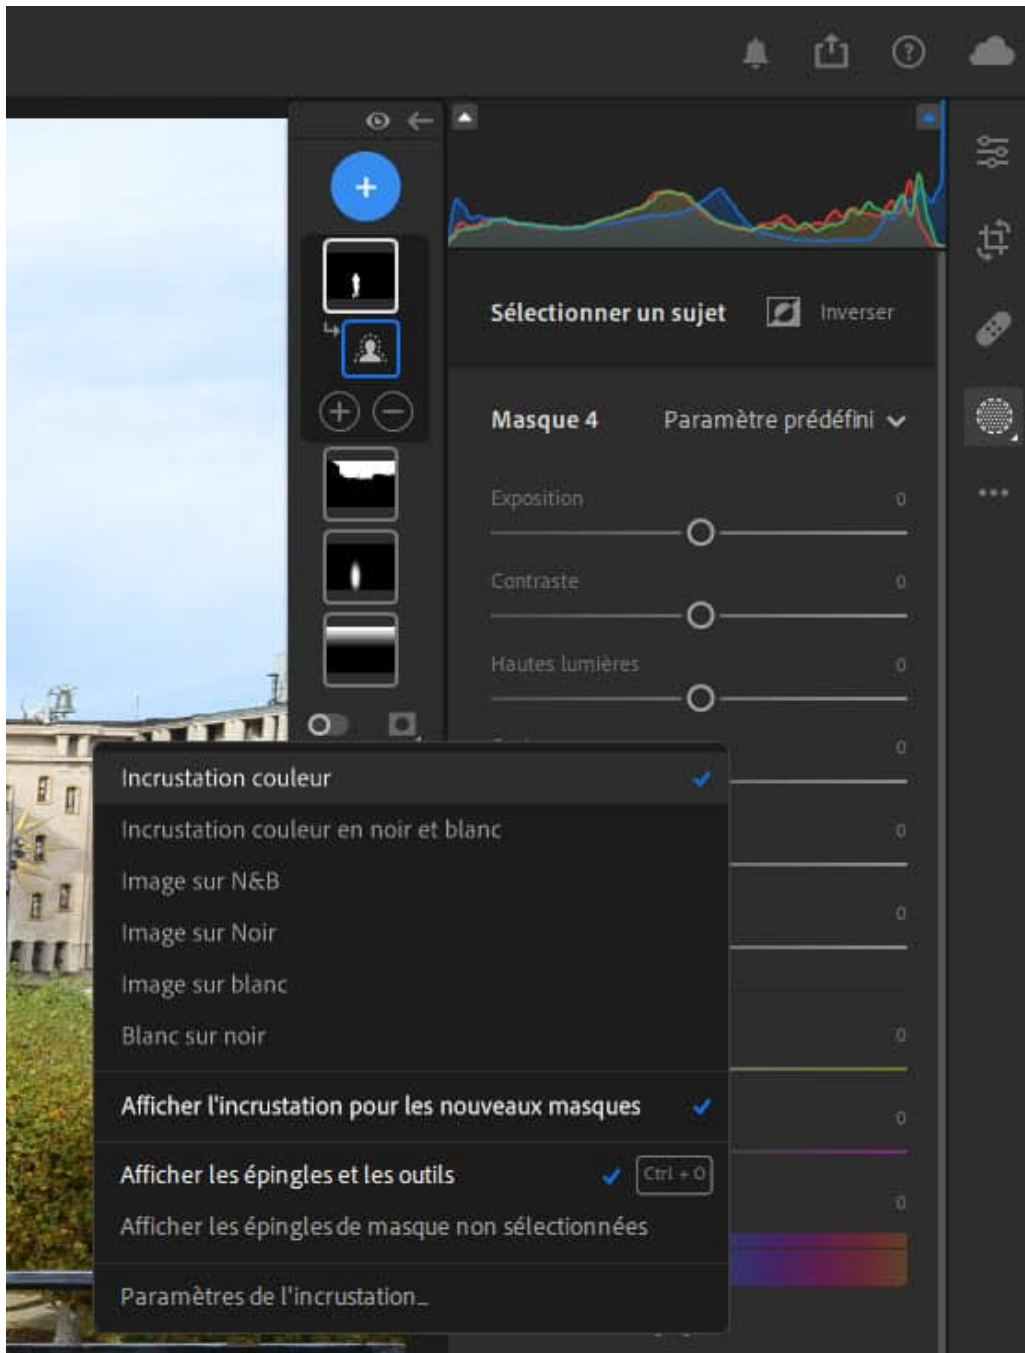 Sélectionner un sujet Inverser
Masque 4 Paramètre prédéfini
Exposition 0
Contraste 0
Hautes lumières 0
0
0
0
0
0
0
Incrustation couleur
Incrustation couleur en noir et blanc
Image sur N&B
Image sur Noir
Image sur blanc
Blanc sur noir
Afficher l'incrustation pour les nouveaux masques
Afficher les épingles et les outils Ctrl + O
Afficher les épingles de masque non sélectionnées
Paramètres de l'incrustation...